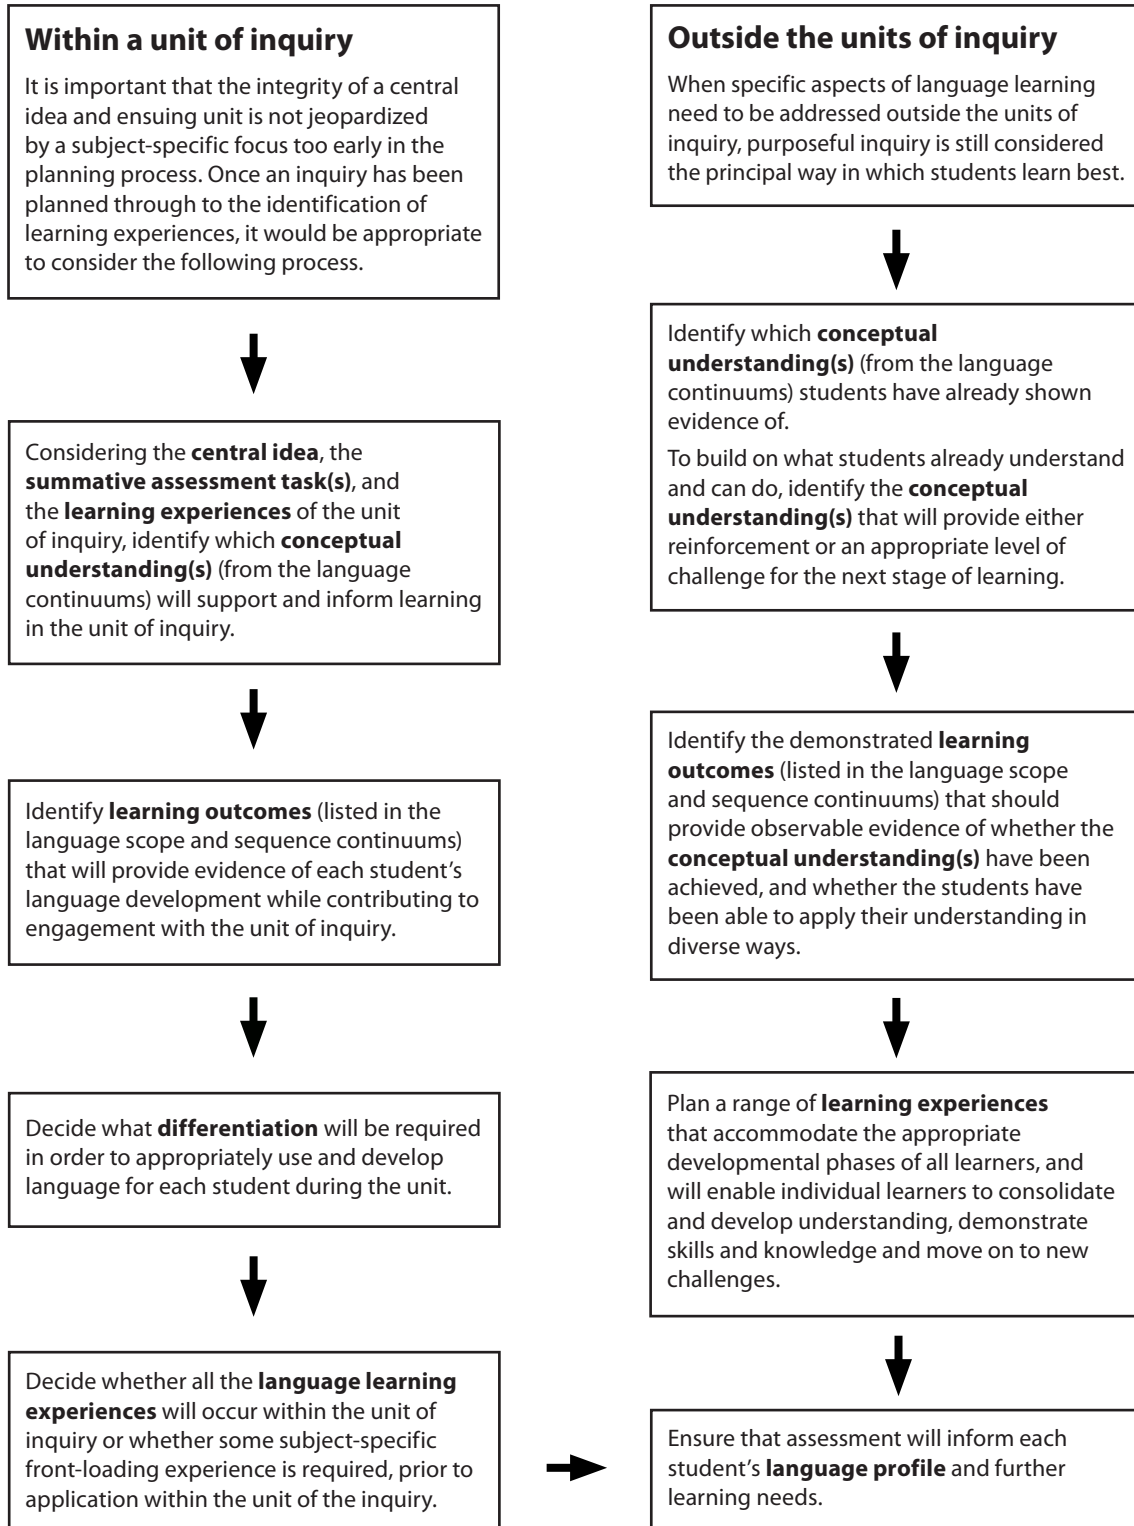 Within a unit of inquiry
It is important that the integrity of a central
idea and ensuing unit is not jeopardized
by a subject-specific focus too early in the
planning process. Once an inquiry has been
planned through to the identification of
learning experiences, it would be appropriate
to consider the following process.
Considering the central idea, the
summative assessment task(s), and
the learning experiences of the unit
of inquiry, identify which conceptual
understanding(s) (from the language
continuums) will support and inform learning
in the unit of inquiry.
Identify learning outcomes (listed in the
language scope and sequence continuums)
that will provide evidence of each student’s
language development while contributing to
engagement with the unit of inquiry.
Decide what differentiation will be required
in order to appropriately use and develop
language for each student during the unit.
Decide whether all the language learning
experiences will occur within the unit of
inquiry or whether some subject-specific
front-loading experience is required, prior to
application within the unit of the inquiry.
Outside the units of inquiry
When specific aspects of language learning
need to be addressed outside the units of
inquiry, purposeful inquiry is still considered
the principal way in which students learn best.
Identify which conceptual
understanding(s) (from the language
continuums) students have already shown
evidence of.
To build on what students already understand
and can do, identify the conceptual
understanding(s) that will provide either
reinforcement or an appropriate level of
challenge for the next stage of learning.
Identify the demonstrated learning
outcomes (listed in the language scope
and sequence continuums) that should
provide observable evidence of whether the
conceptual understanding(s) have been
achieved, and whether the students have
been able to apply their understanding in
diverse ways.
Plan a range of learning experiences
that accommodate the appropriate
developmental phases of all learners, and
will enable individual learners to consolidate
and develop understanding, demonstrate
skills and knowledge and move on to new
challenges.
Ensure that assessment will inform each
student’s language profile and further
learning needs.